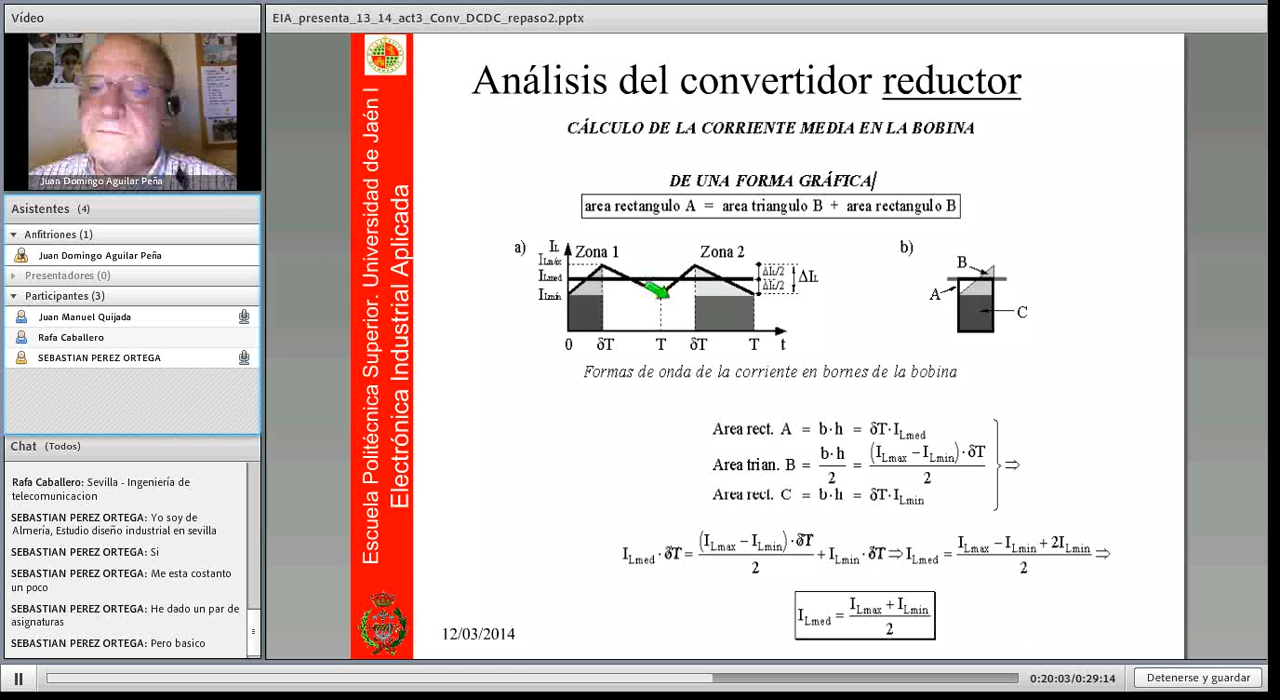 Vídeo
Juan Domingo Aguilar Peña
Asistentes (4)
Anfitriones (1)
Juan Domingo Aguilar Peña
Presentadores (0)
Participantes (3)
Juan Manuel Quijada
Rafa Caballero
SEBASTIAN PEREZ ORTEGA
Chat (Todos)
Rafa Caballero: Sevilla - Ingeniería de
telecomunicacion
SEBASTIAN PEREZ ORTEGA: Yo soy de
Almería, Estudio diseño industrial en sevilla
SEBASTIAN PEREZ ORTEGA: Si
SEBASTIAN PEREZ ORTEGA: Me esta costanto
un poco
SEBASTIAN PEREZ ORTEGA: He dado un par de
asignaturas
SEBASTIAN PEREZ ORTEGA: Pero basico
EIA_presenta_13_14_act3_Conv_DCDC_repaso2.pptx
Escuela Politécnica Superior. Universidad de Jaén I
Electrónica Industrial Aplicada
Análisis del convertidor reductor
CÁLCULO DE LA CORRIENTE MEDIA EN LA BOBINA
DE UNA FORMA GRÁFICA
area rectangulo A = area triangulo B + area rectangulo B
a) IL Zona 1 Zona 2
ILmáx
ILmed
ILmín
ΔIL/2
ΔIL/2
ΔIL
0 δT T δT T t
b)
B
A
C
Formas de onda de la corriente en bornes de la bobina
Area rect. A = b·h = δT·ILmed
Area trian. B = b·h/2 = (ILmax − ILmin)·δT/2
Area rect. C = b·h = δT·ILmin
⇒
ILmed·δT = (ILmax − ILmin)·δT/2 + ILmin·δT ⇒ ILmed = ILmax − ILmin + 2ILmin/2 ⇒
ILmed = ILmax + ILmin/2
12/03/2014
0:20:03/0:29:14
Detenerse y guardar